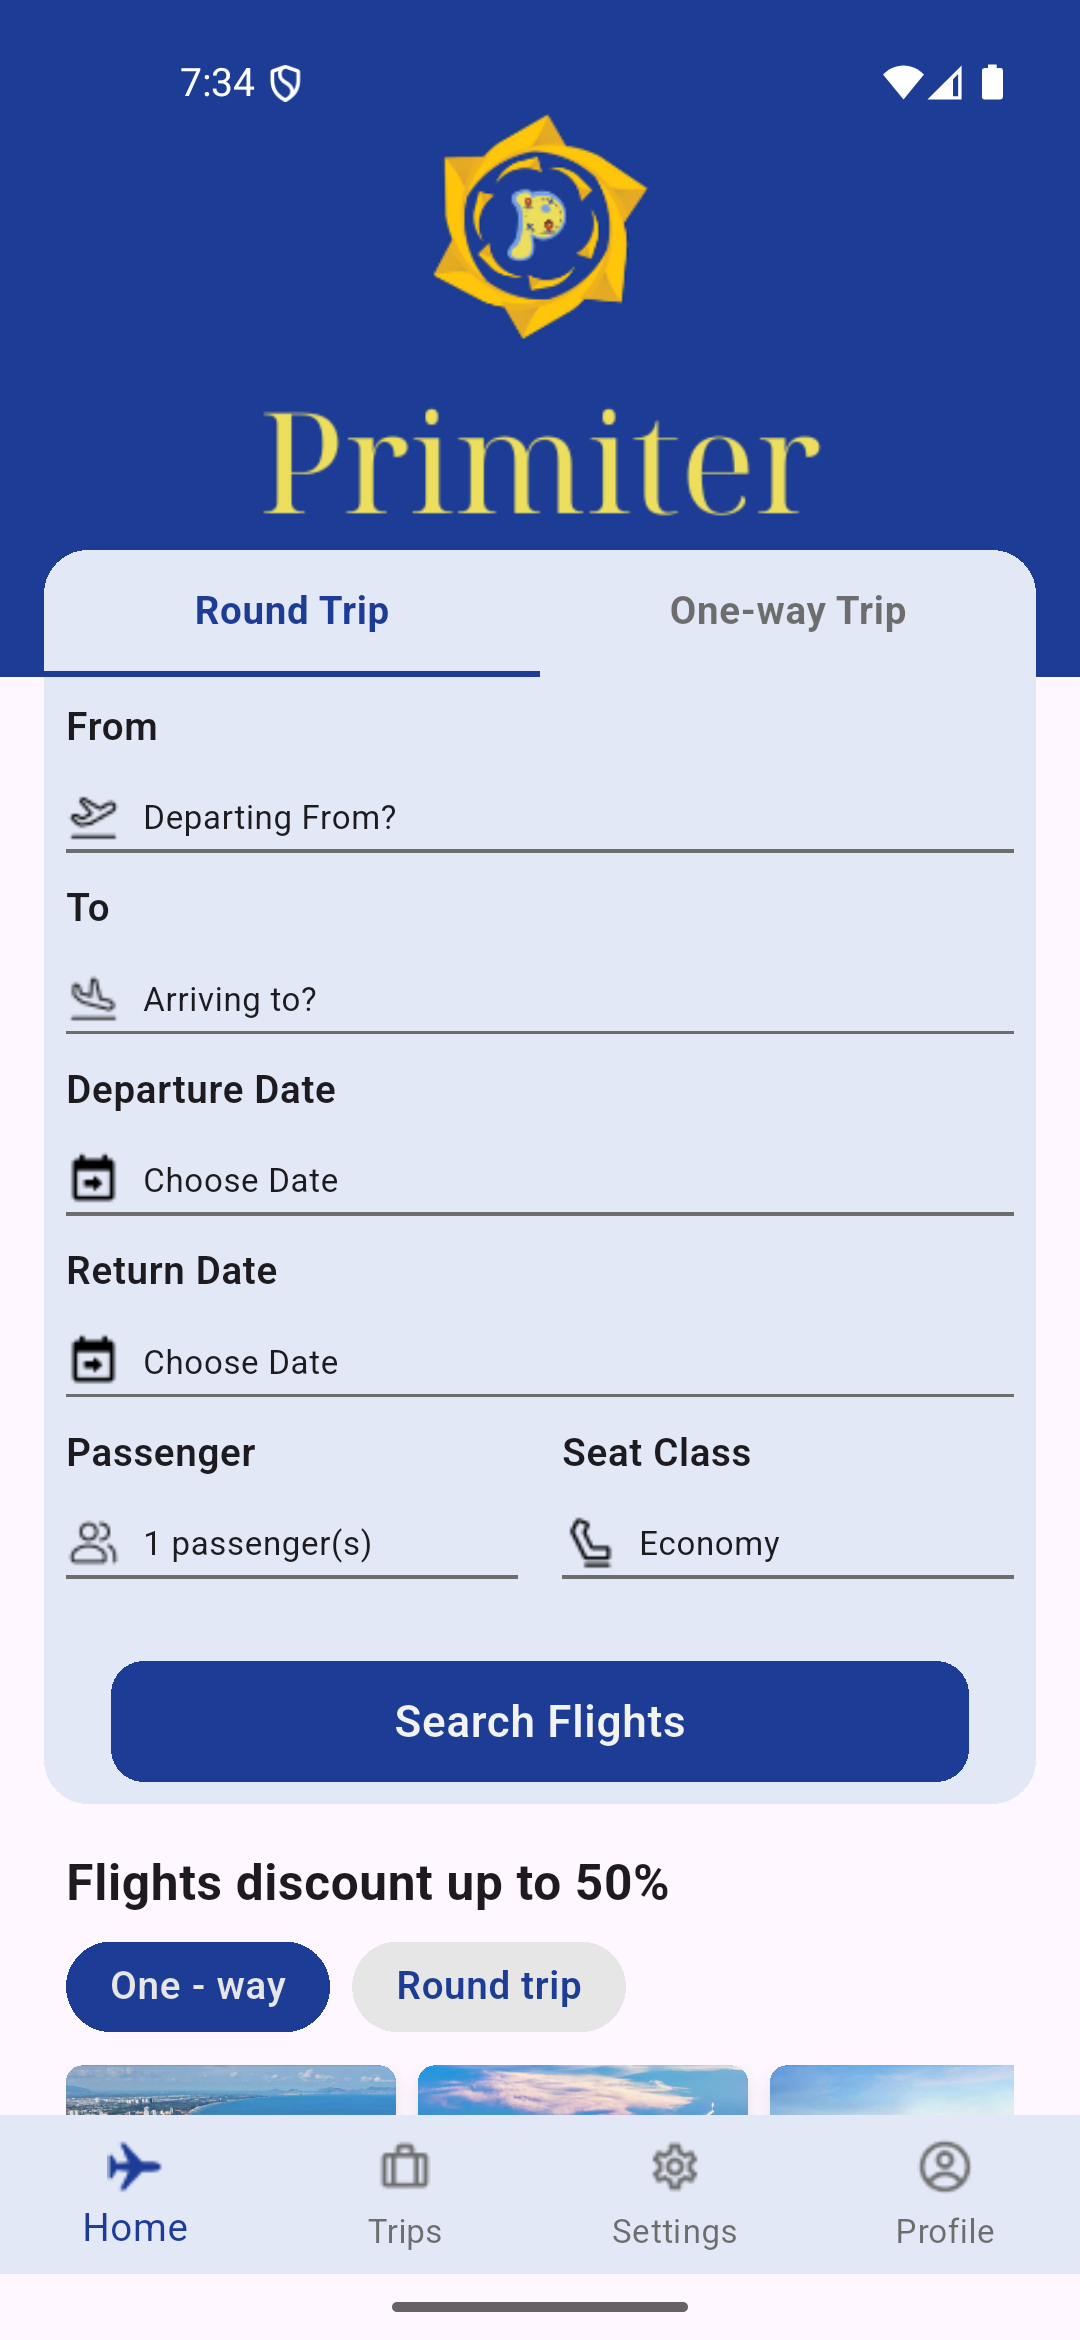 7:34
P
Primiter
Round Trip
One-way Trip
From
Departing From?
To
Arriving to?
Departure Date
Choose Date
Return Date
Choose Date
Passenger
Seat Class
1 passenger(s)
Economy
Search Flights
Flights discount up to 50%
One - way
Round trip
Home
Trips
Settings
Profile